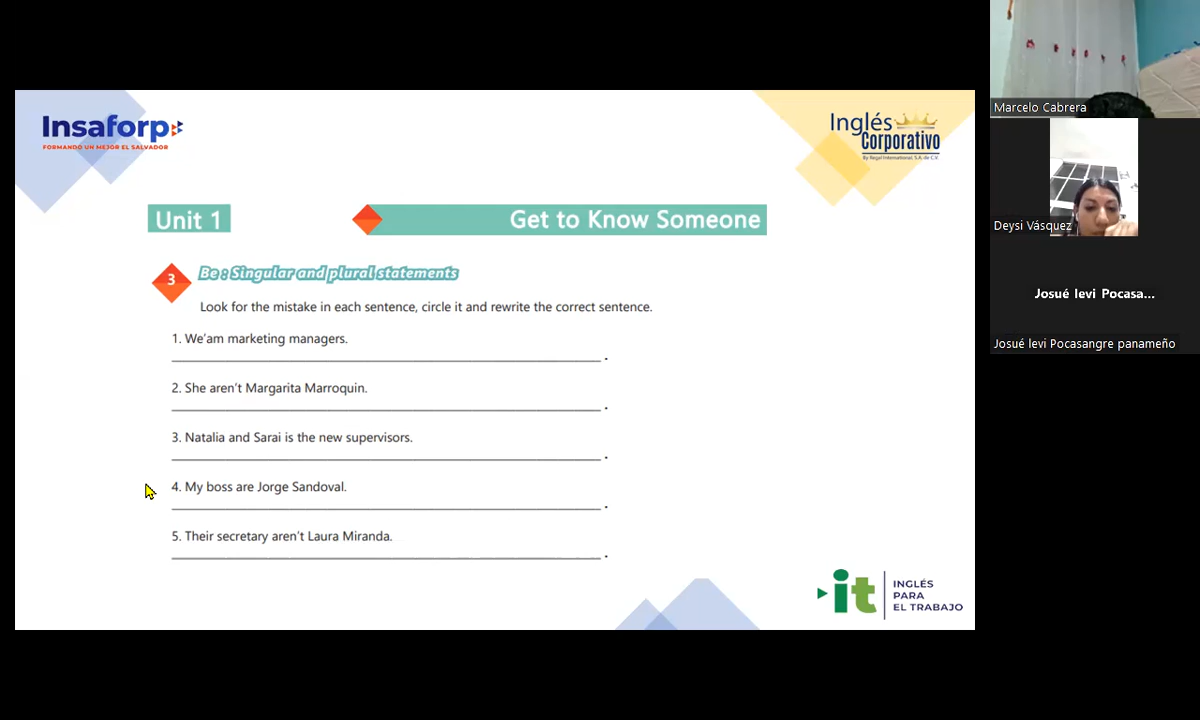 Insaforp
FORMANDO UN MEJOR EL SALVADOR
Inglés
Corporativo
By Regal International, S.A. de C.V.
Unit 1
Get to Know Someone
3
Be : Singular and plural statements
Look for the mistake in each sentence, circle it and rewrite the correct sentence.
1. We'am marketing managers.
2. She aren't Margarita Marroquin.
3. Natalia and Sarai is the new supervisors.
4. My boss are Jorge Sandoval.
5. Their secretary aren't Laura Miranda.
it
INGLÉS
PARA
EL TRABAJO
Marcelo Cabrera
Deysi Vásquez
Josué levi Pocasa...
Josué levi Pocasangre panameño